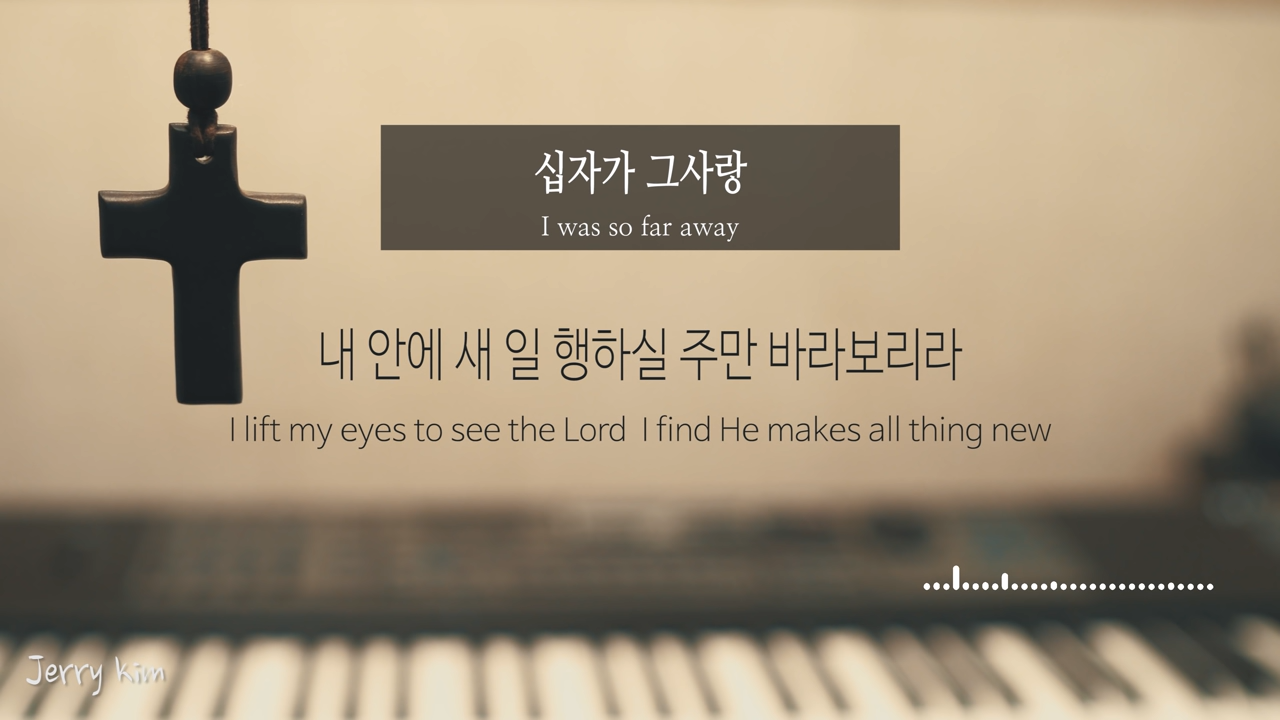 십자가 그사랑
I was so far away
내 안에 새 일 행하실 주만 바라보리라
I lift my eyes to see the Lord  I find He makes all thing new
Jerry kim